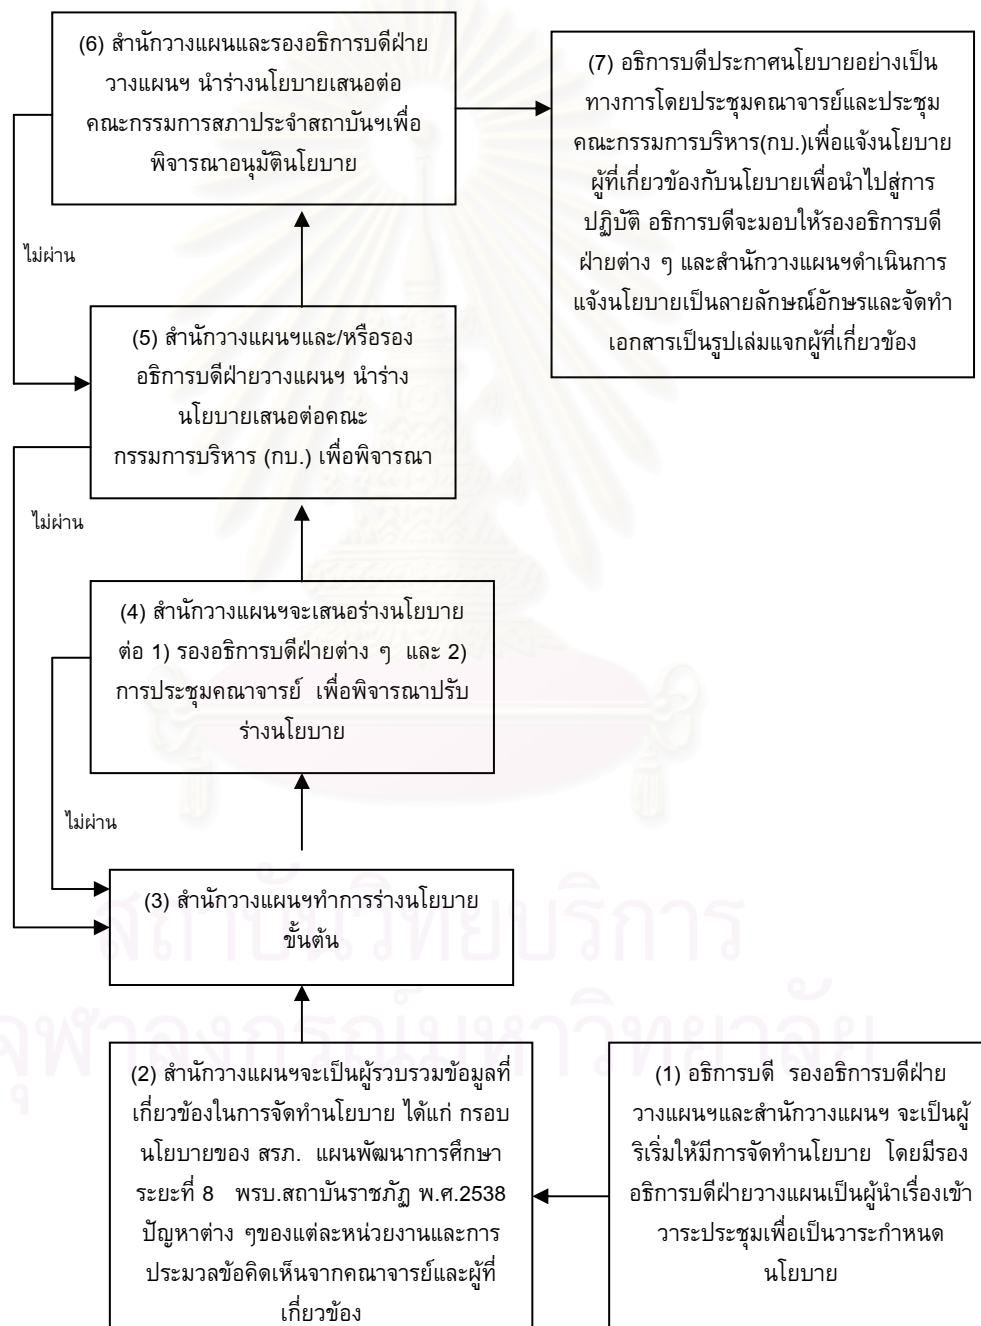 (6) สำนักวางแผนและรองอธิการบดีฝ่าย
วางแผนฯ นำร่างนโยบายเสนอต่อ
คณะกรรมการสภาประจำสถาบันฯเพื่อ
พิจารณาอนุมัตินโยบาย
(7) อธิการบดีประกาศนโยบายอย่างเป็น
ทางการโดยประชุมคณาจารย์และประชุม
คณะกรรมการบริหาร(กบ.)เพื่อแจ้งนโยบาย
ผู้ที่เกี่ยวข้องกับนโยบายเพื่อนำไปสู่การ
ปฏิบัติ อธิการบดีจะมอบให้รองอธิการบดี
ฝ่ายต่าง ๆ และสำนักวางแผนฯดำเนินการ
แจ้งนโยบายเป็นลายลักษณ์อักษรและจัดทำ
เอกสารเป็นรูปเล่มแจกผู้ที่เกี่ยวข้อง
ไม่ผ่าน
(5) สำนักวางแผนฯและ/หรือรอง
อธิการบดีฝ่ายวางแผนฯ นำร่าง
นโยบายเสนอต่อคณะ
กรรมการบริหาร (กบ.) เพื่อพิจารณา
ไม่ผ่าน
(4) สำนักวางแผนฯจะเสนอร่างนโยบาย
ต่อ 1) รองอธิการบดีฝ่ายต่าง ๆ และ 2)
การประชุมคณาจารย์ เพื่อพิจารณาปรับ
ร่างนโยบาย
ไม่ผ่าน
(3) สำนักวางแผนฯทำการร่างนโยบาย
ขั้นต้น
สถาบันวิทยบริการ
จุฬาลงกรณ์มหาวิทยาลัย
(2) สำนักวางแผนฯจะเป็นผู้รวบรวมข้อมูลที่
เกี่ยวข้องในการจัดทำนโยบาย ได้แก่ กรอบ
นโยบายของ สรภ. แผนพัฒนาการศึกษา
ระยะที่ 8 พรบ.สถาบันราชภัฏ พ.ศ.2538
ปัญหาต่าง ๆของแต่ละหน่วยงานและการ
ประมวลข้อคิดเห็นจากคณาจารย์และผู้ที่
เกี่ยวข้อง
(1) อธิการบดี รองอธิการบดีฝ่าย
วางแผนฯและสำนักวางแผนฯ จะเป็นผู้
ริเริ่มให้มีการจัดทำนโยบาย โดยมีรอง
อธิการบดีฝ่ายวางแผนเป็นผู้นำเรื่องเข้า
วาระประชุมเพื่อเป็นวาระกำหนด
นโยบาย